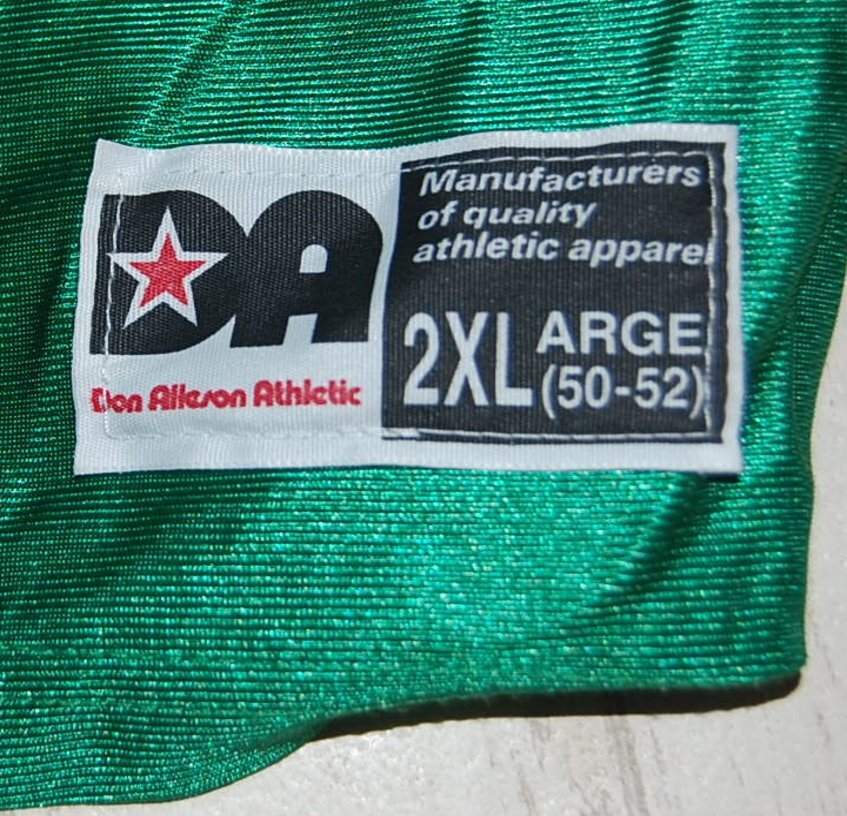 DA
Don Alleson Athletic
Manufacturers
of quality
athletic apparel
2XLARGE
(50-52)